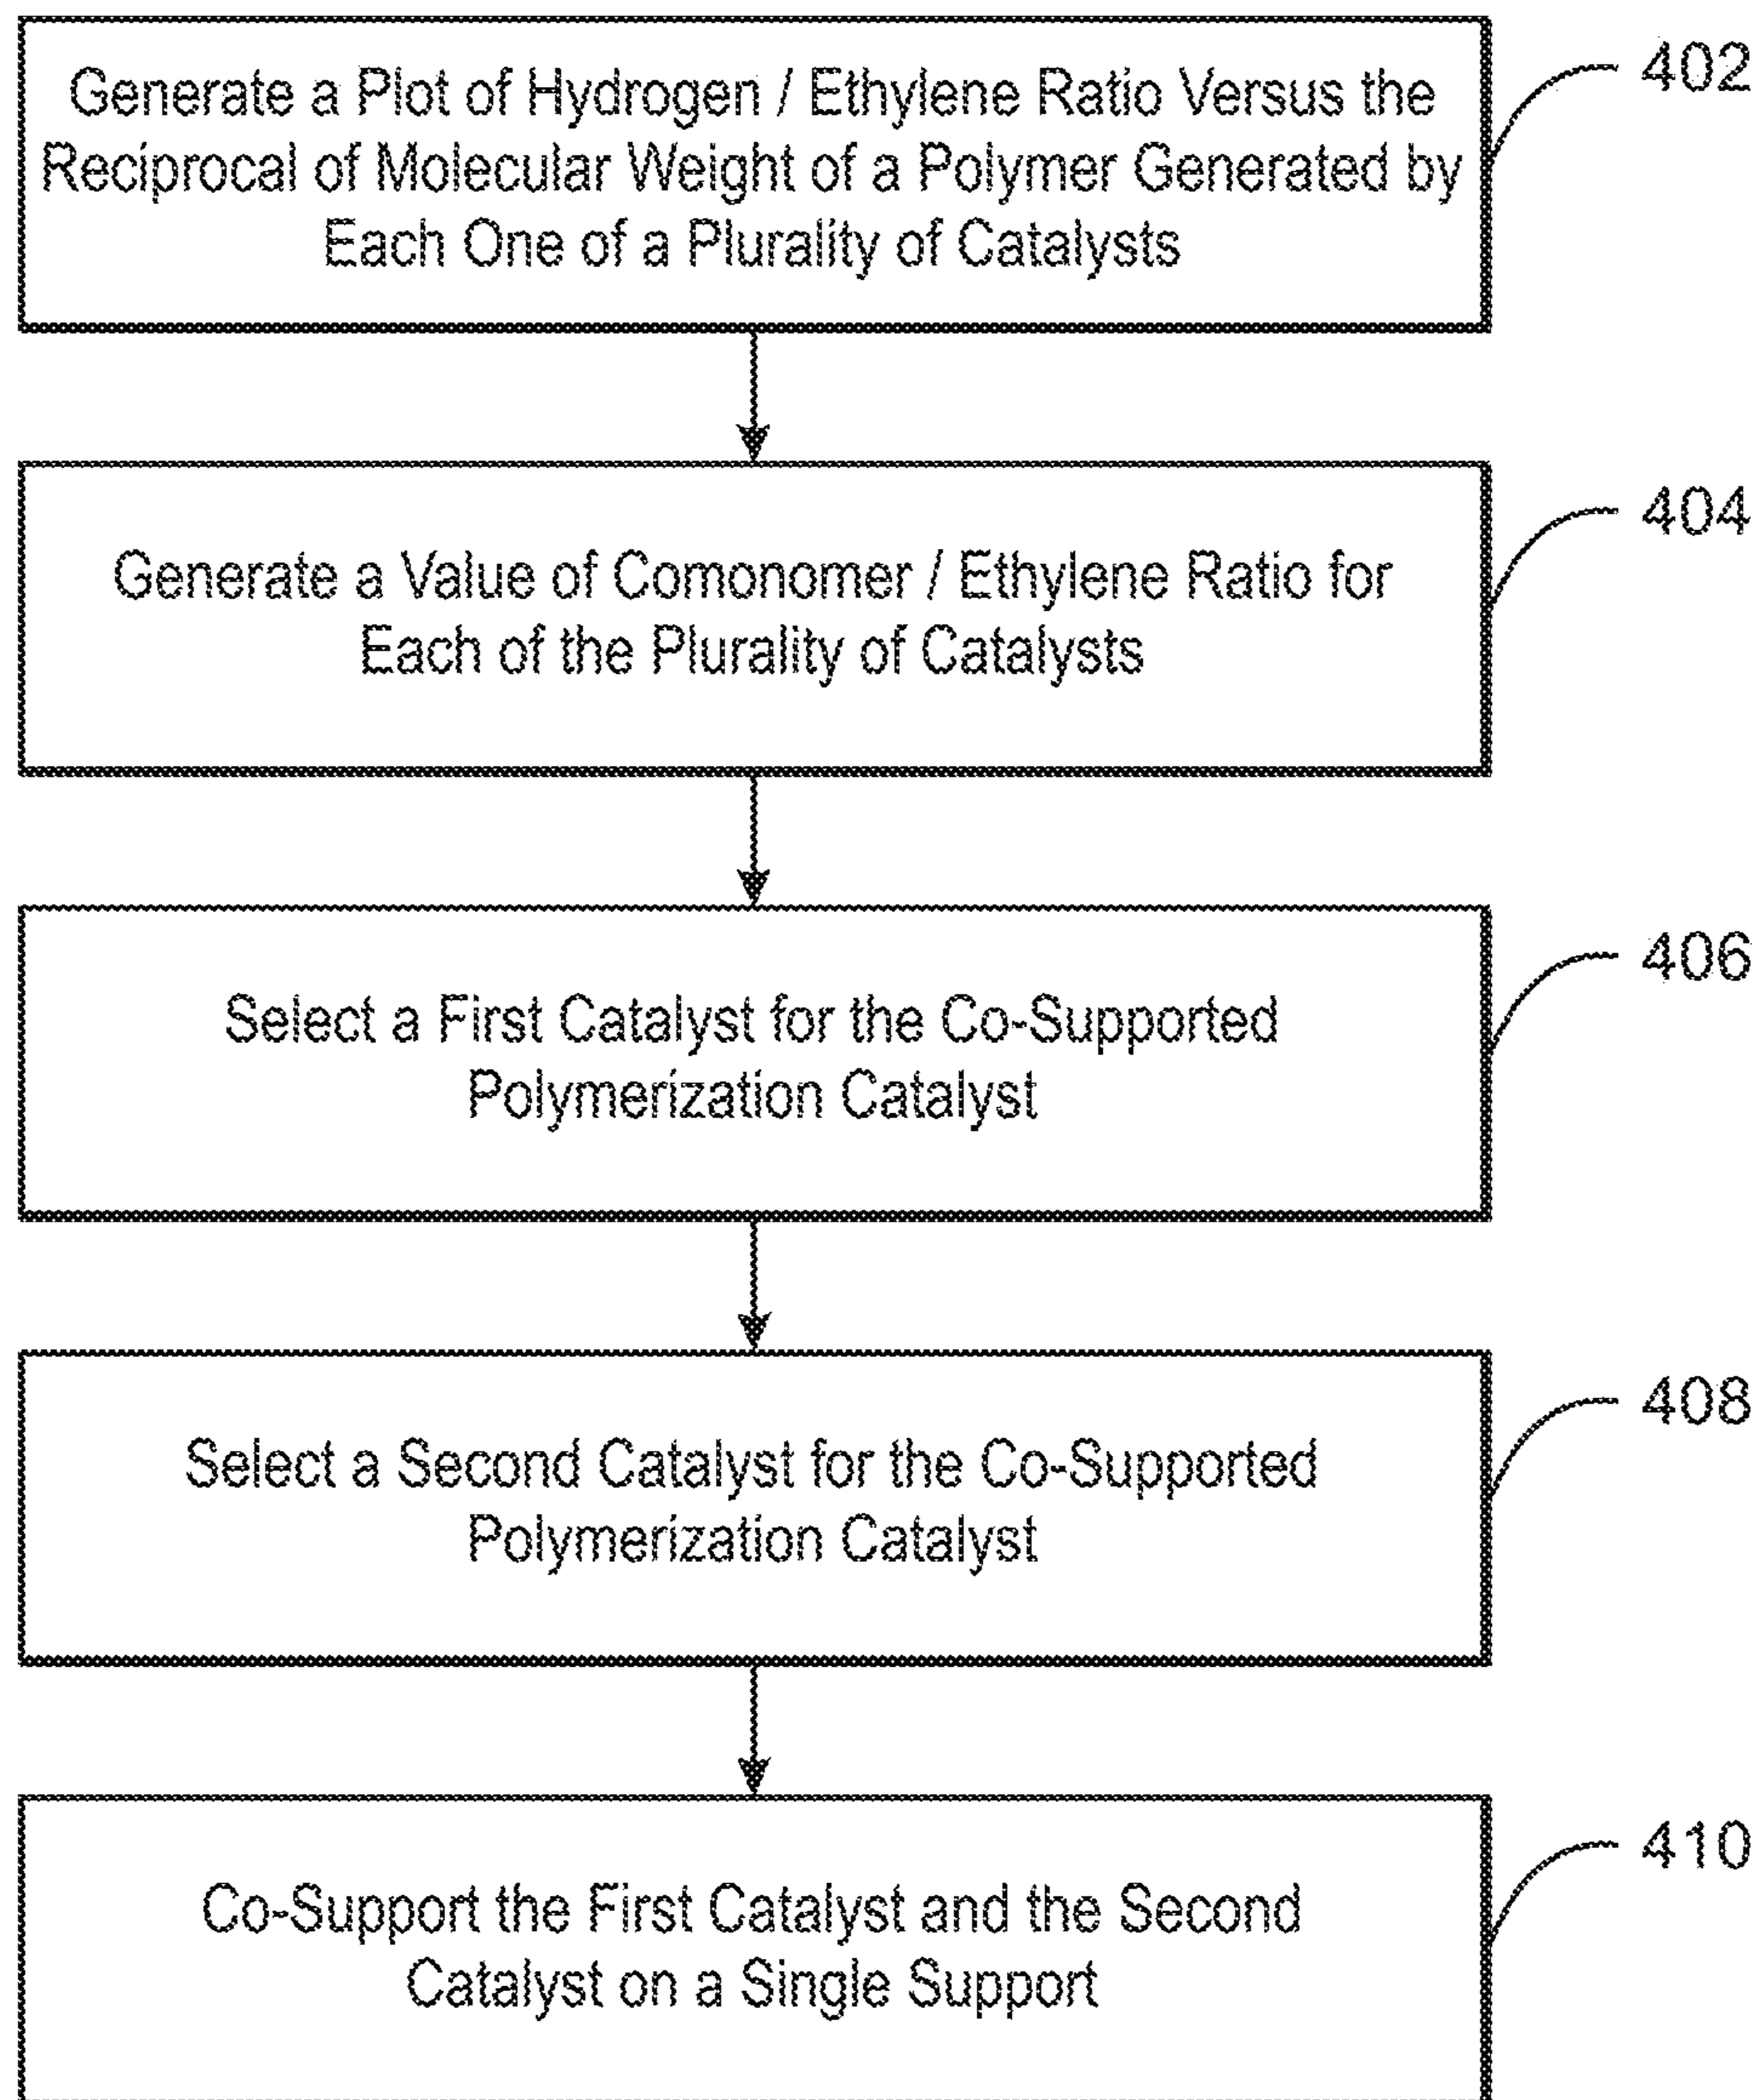 Generate a Plot of Hydrogen / Ethylene Ratio Versus the
Reciprocal of Molecular Weight of a Polymer Generated by
Each One of a Plurality of Catalysts
402
Generate a Value of Comonomer / Ethylene Ratio for
Each of the Plurality of Catalysts
404
Select a First Catalyst for the Co-Supported
Polymerization Catalyst
406
Select a Second Catalyst for the Co-Supported
Polymerization Catalyst
408
Co-Support the First Catalyst and the Second
Catalyst on a Single Support
410